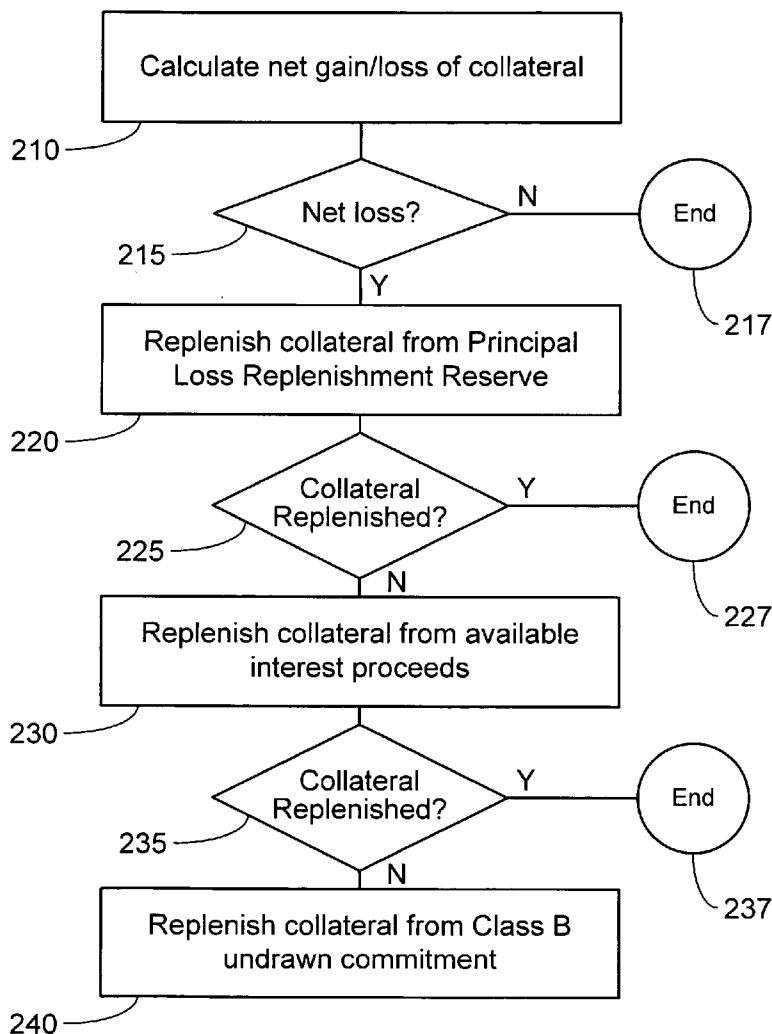 Calculate net gain/loss of collateral
210
Net loss?
N
End
215
217
Y
Replenish collateral from Principal
Loss Replenishment Reserve
220
Collateral
Replenished?
Y
End
225
227
N
Replenish collateral from available
interest proceeds
230
Collateral
Replenished?
Y
End
235
237
N
Replenish collateral from Class B
undrawn commitment
240